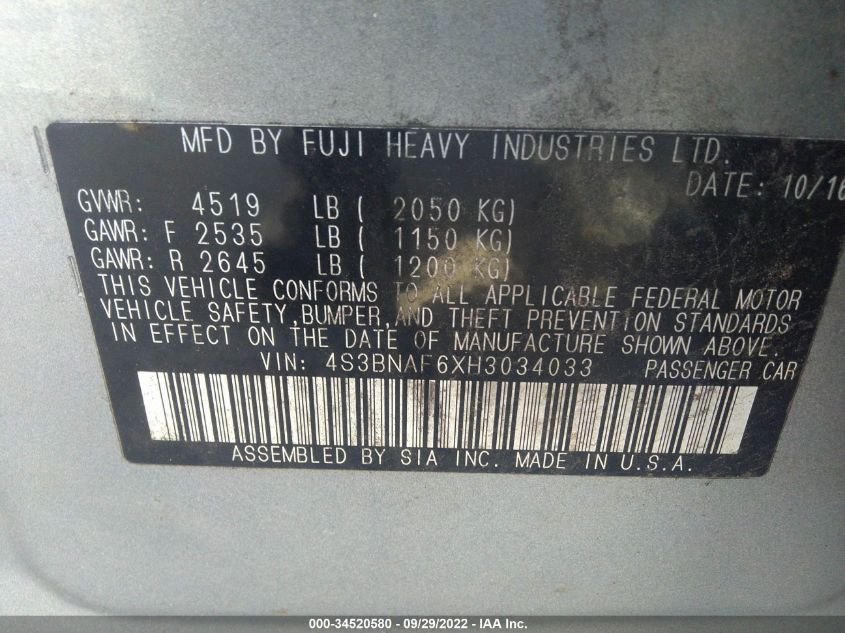 MFD BY FUJI HEAVY INDUSTRIES LTD.
DATE: 10/16
GVWR: 4519 LB ( 2050 KG)
GAWR: F 2535 LB ( 1150 KG)
GAWR: R 2645 LB ( 1200 KG)
THIS VEHICLE CONFORMS TO ALL APPLICABLE FEDERAL MOTOR
VEHICLE SAFETY, BUMPER, AND THEFT PREVENTION STANDARDS
IN EFFECT ON THE DATE OF MANUFACTURE SHOWN ABOVE.
VIN: 4S3BNAF6XH3034033 PASSENGER CAR
ASSEMBLED BY SIA INC. MADE IN U.S.A.
000-34520580 - 09/29/2022 - IAA Inc.